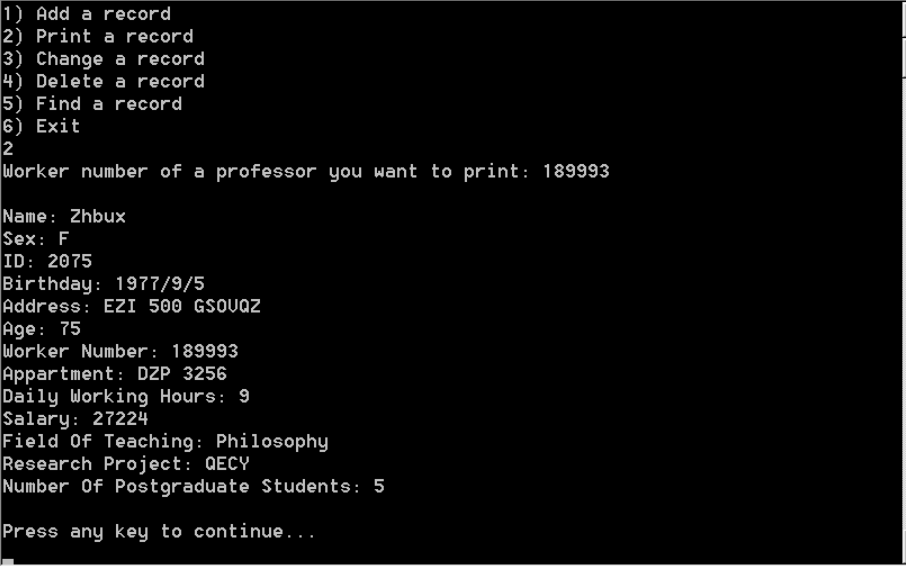 1) Add a record
2) Print a record
3) Change a record
4) Delete a record
5) Find a record
6) Exit
2
Worker number of a professor you want to print: 189993
Name: Zhbux
Sex: F
ID: 2075
Birthday: 1977/9/5
Address: EZI 500 GSOVQZ
Age: 75
Worker Number: 189993
Appartment: DZP 3256
Daily Working Hours: 9
Salary: 27224
Field Of Teaching: Philosophy
Research Project: QECY
Number Of Postgraduate Students: 5
Press any key to continue...